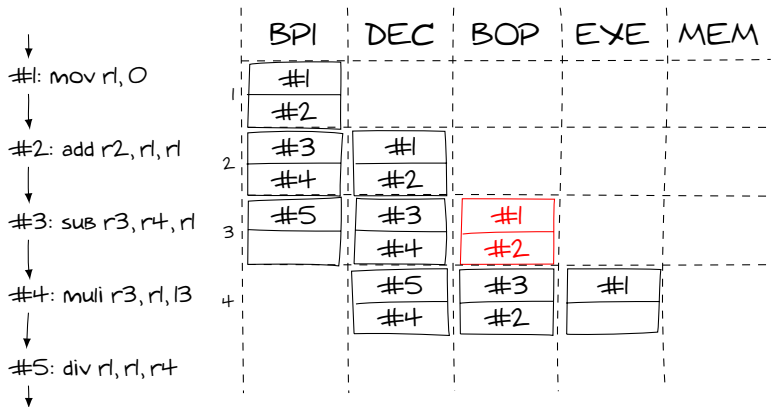 BPI DEC BOP EXE MEM
#1: mov r1, 0
1 #1
#2
#2: add r2, r1, r1
2 #3 #1
#4 #2
#3: sub r3, r4, r1
3 #5 #3 #1
#4 #2
#4: muli r3, r1, 13
4 #5 #3 #1
#4 #2
#5: div r1, r1, r4